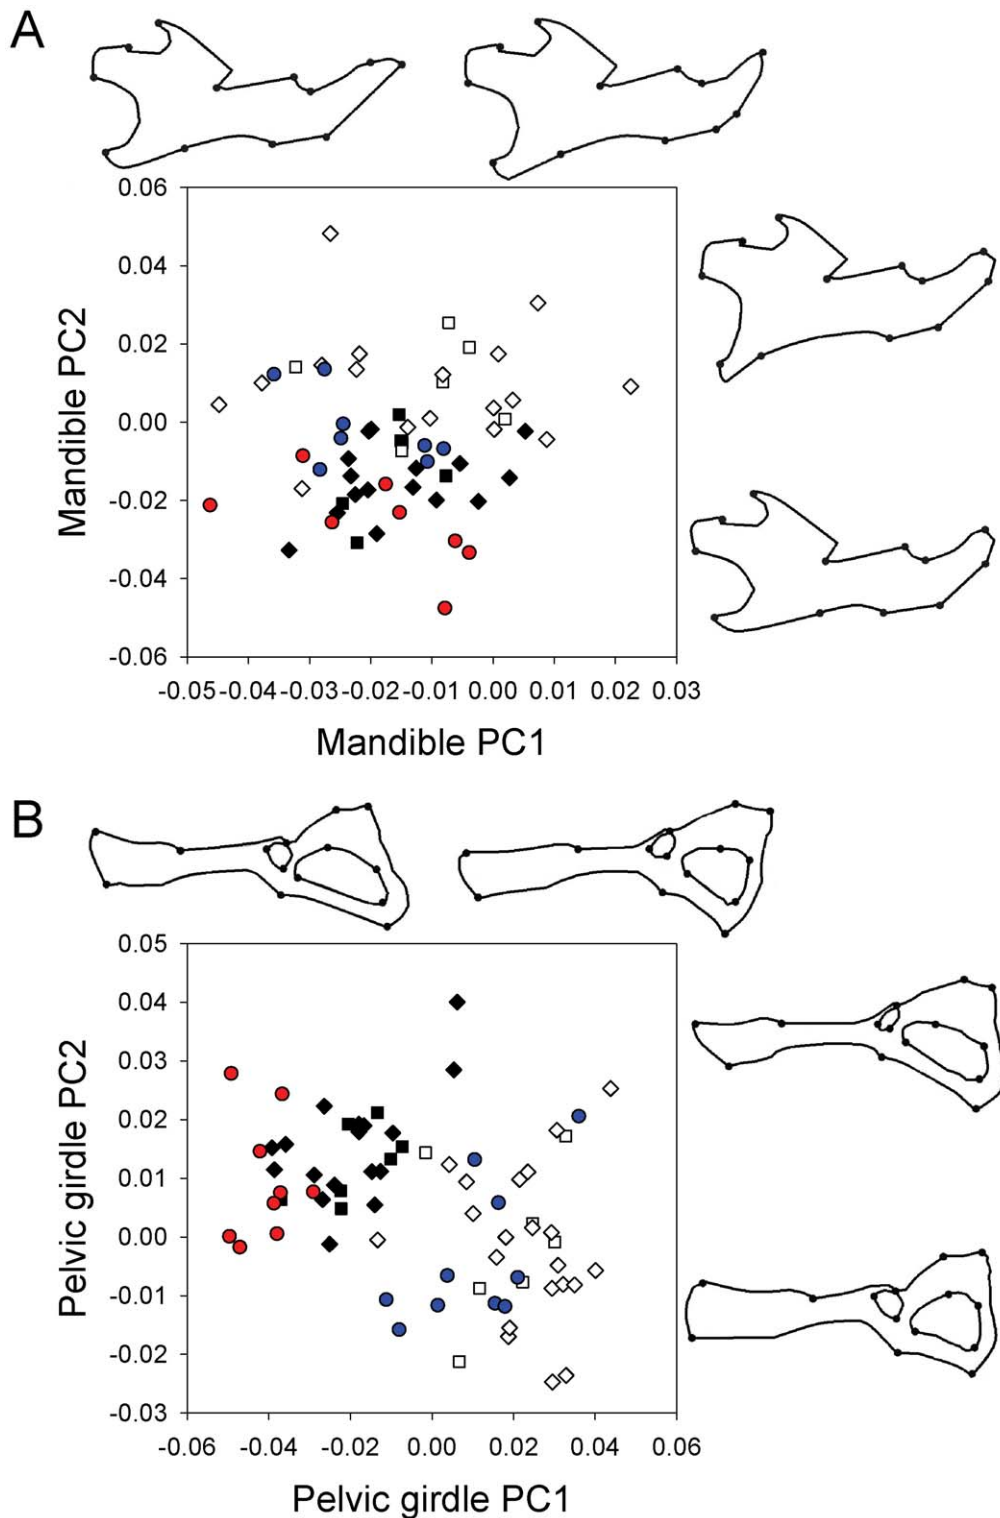 A
0.06
0.04
0.02
0.00
-0.02
-0.04
-0.06
Mandible PC2
-0.05 -0.04 -0.03 -0.02 -0.01 0.00 0.01 0.02 0.03
Mandible PC1
B
0.05
0.04
0.03
0.02
0.01
0.00
-0.01
-0.02
-0.03
Pelvic girdle PC2
-0.06 -0.04 -0.02 0.00 0.02 0.04 0.06
Pelvic girdle PC1